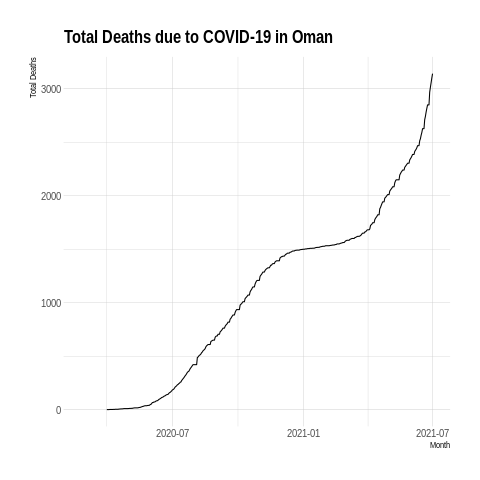 Total Deaths due to COVID-19 in Oman
Total Deaths
3000
2000
1000
0
2020-07 2021-01 2021-07
Month